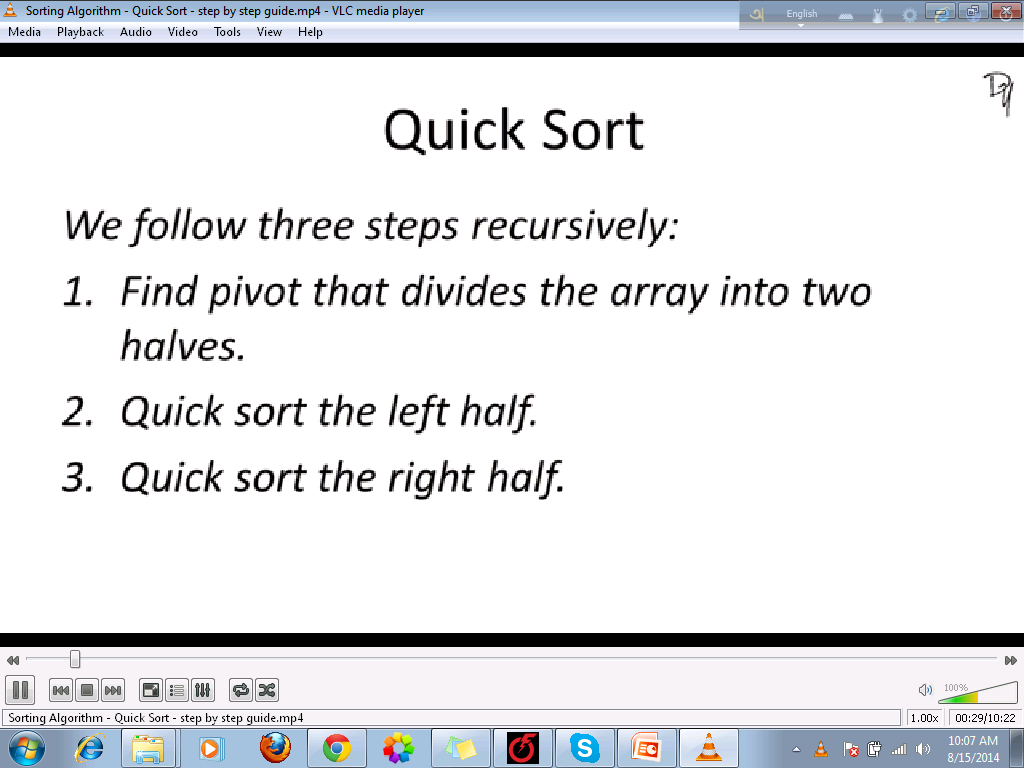 Sorting Algorithm - Quick Sort - step by step guide.mp4 - VLC media player
English
Media Playback Audio Video Tools View Help
Quick Sort
We follow three steps recursively:
1. Find pivot that divides the array into two
halves.
2. Quick sort the left half.
3. Quick sort the right half.
100%
Sorting Algorithm - Quick Sort - step by step guide.mp4
1.00x
00:29/10:22
10:07 AM
8/15/2014